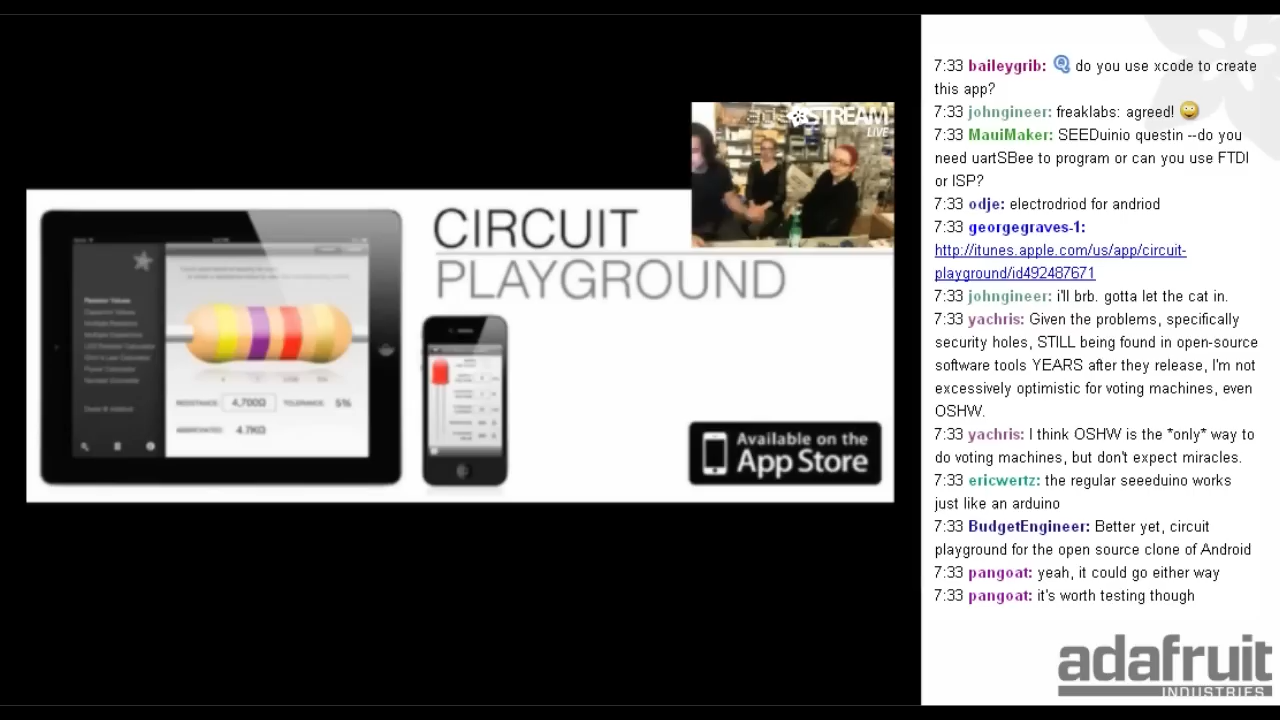 STREAM
LIVE
CIRCUIT
PLAYGROUND
4,700Ω
5%
4.7KΩ
Available on the
App Store
7:33 baileygrib: do you use xcode to create
this app?
7:33 johngineer: freaklabs: agreed!
7:33 MauiMaker: SEEDuinio questin --do you
need uartSBee to program or can you use FTDI
or ISP?
7:33 odje: electrodriod for andriod
7:33 georgegraves-1:
http://itunes.apple.com/us/app/circuit-
playground/id492487671
7:33 johngineer: i'll brb. gotta let the cat in.
7:33 yachris: Given the problems, specifically
security holes, STILL being found in open-source
software tools YEARS after they release, I'm not
excessively optimistic for voting machines, even
OSHW.
7:33 yachris: I think OSHW is the *only* way to
do voting machines, but don't expect miracles.
7:33 ericwertz: the regular seeeduino works
just like an arduino
7:33 BudgetEngineer: Better yet, circuit
playground for the open source clone of Android
7:33 pangoat: yeah, it could go either way
7:33 pangoat: it's worth testing though
adafruit
INDUSTRIES